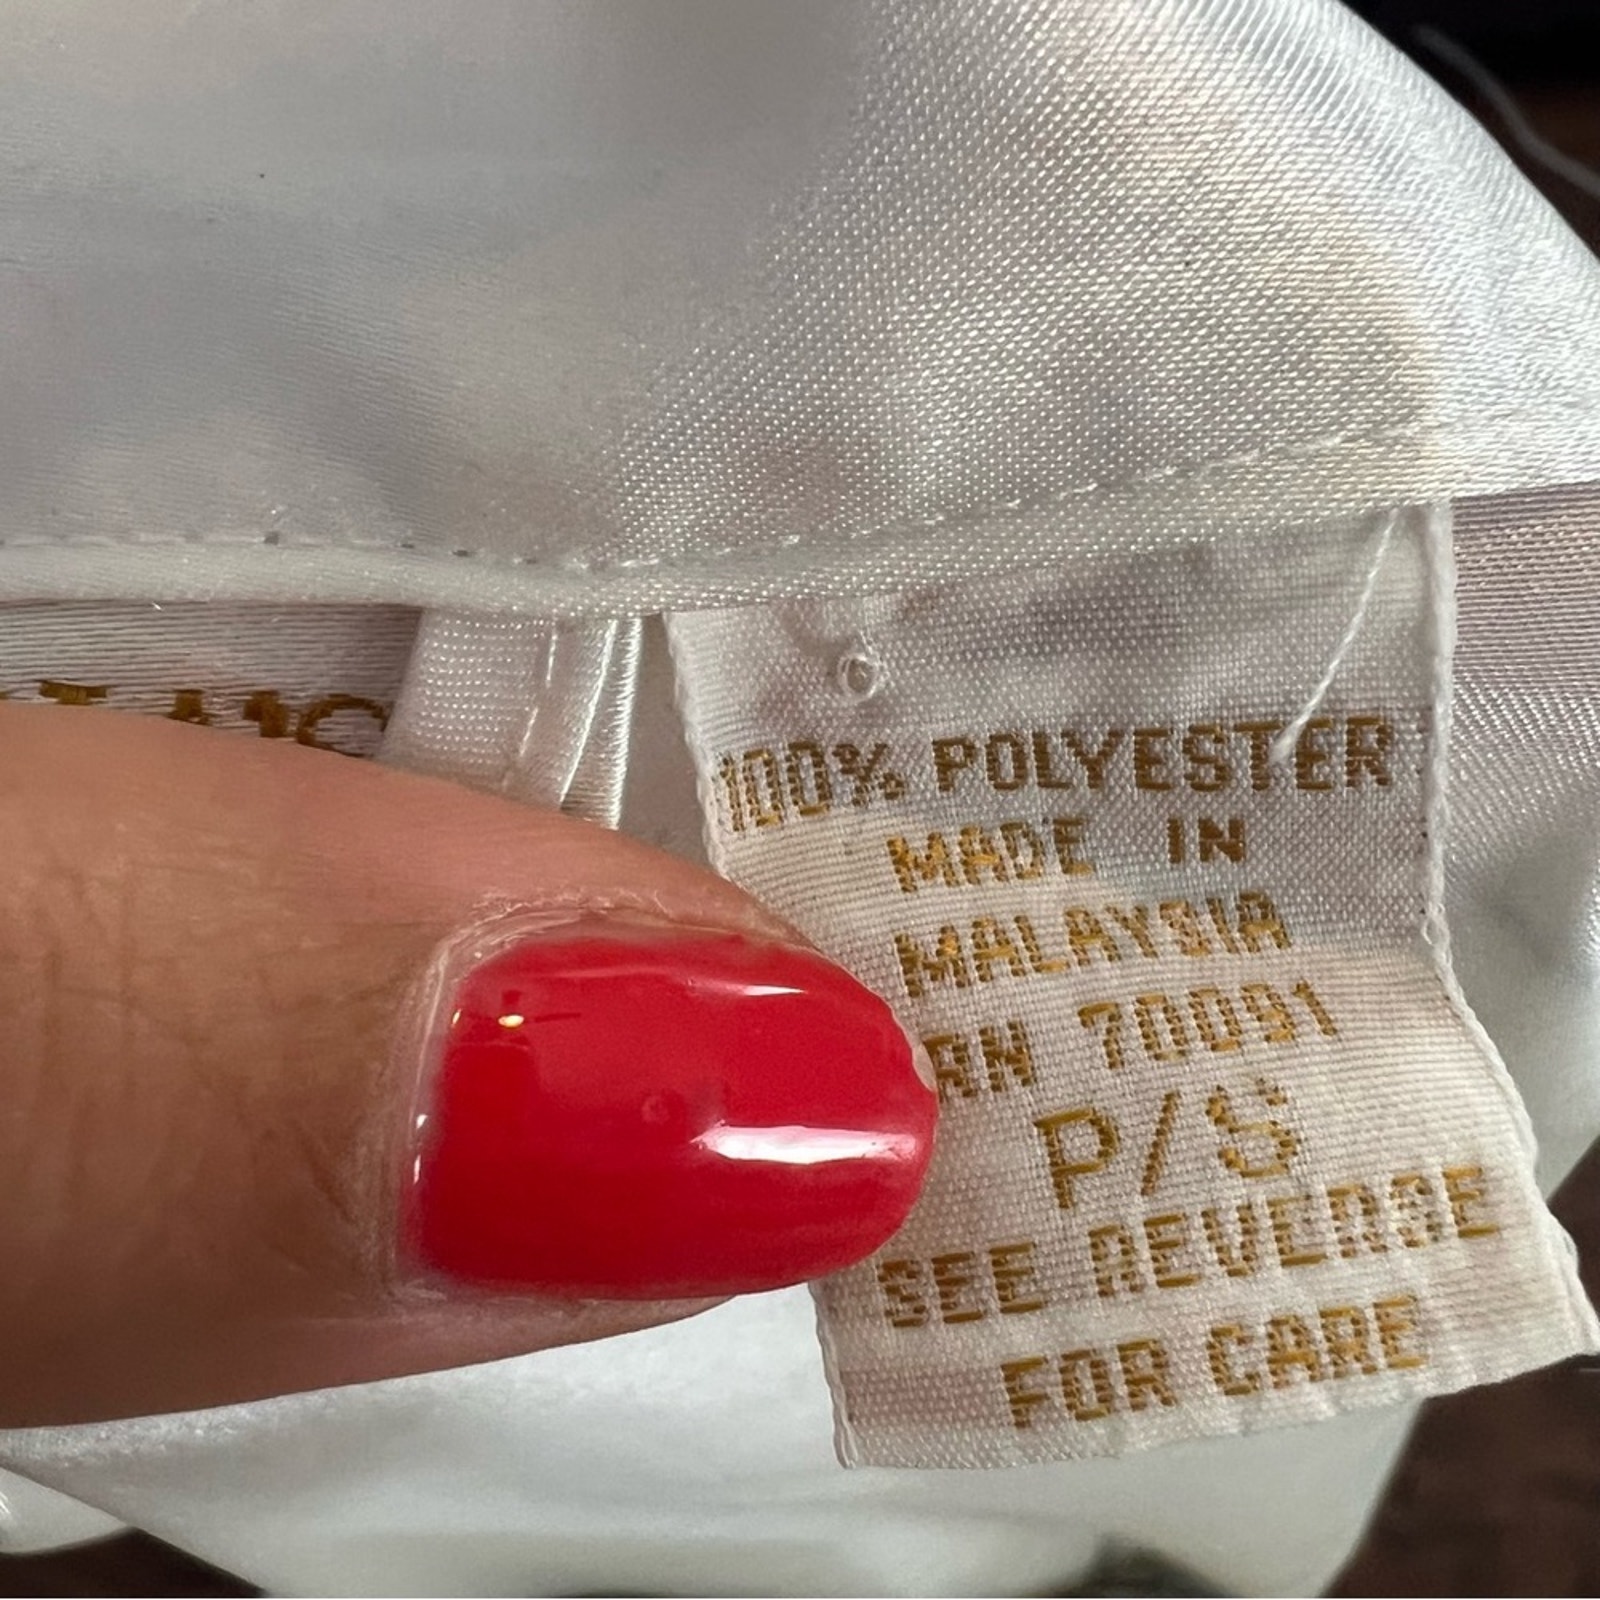 100% POLYESTER
MADE IN
MALAYSIA
RN 70091
P/S
SEE REVERSE
FOR CARE